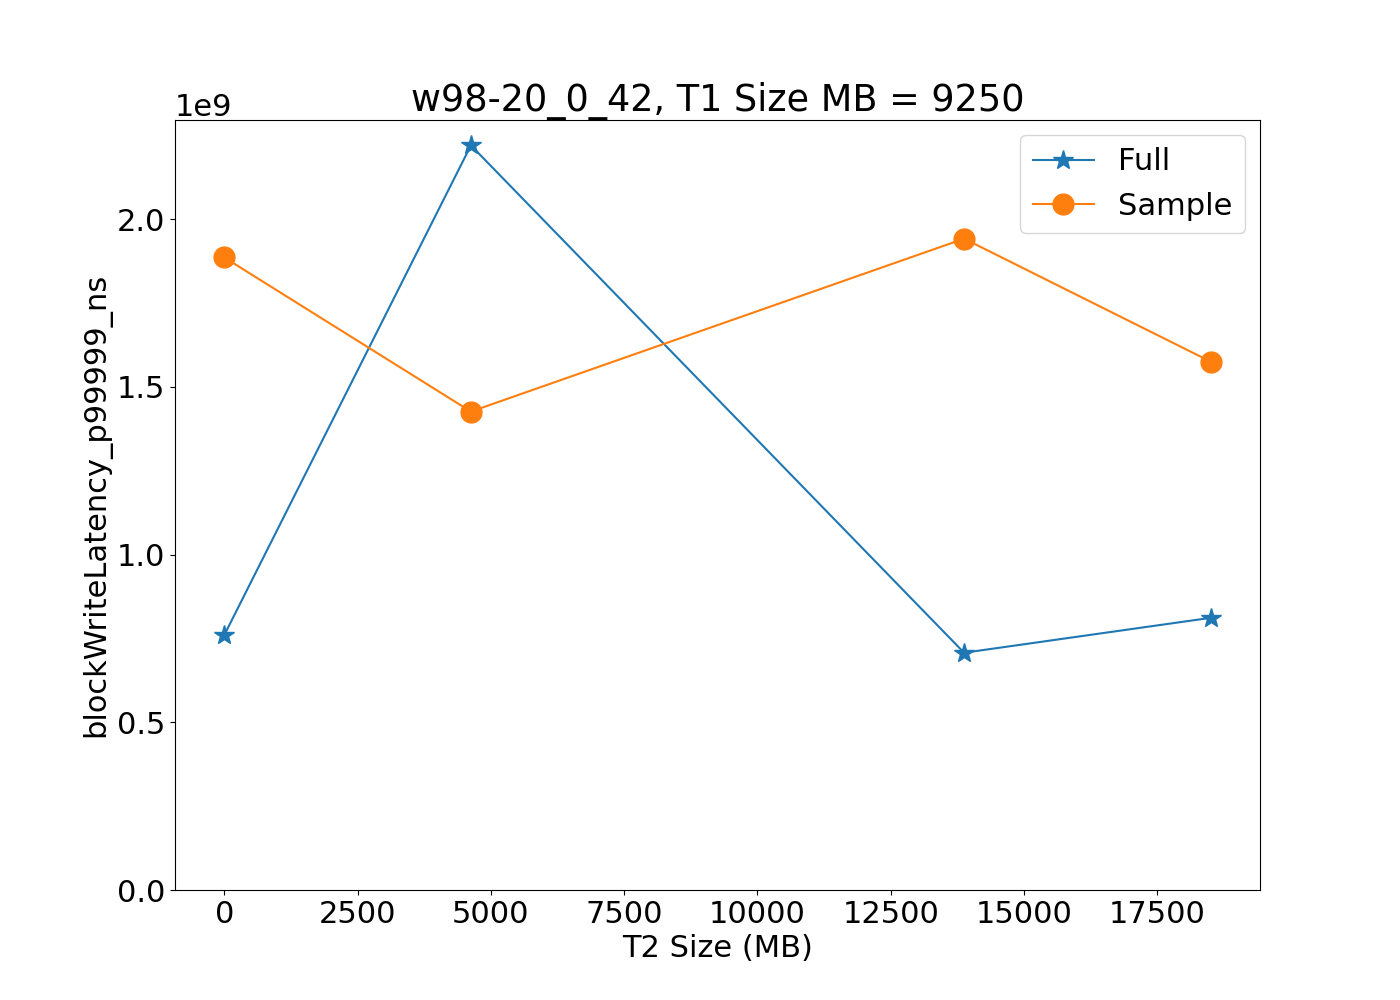 w98-20_0_42, T1 Size MB = 9250
1e9
Full
Sample
2.0
1.5
1.0
0.5
0.0
blockWriteLatency_p99999_ns
0 2500 5000 7500 10000 12500 15000 17500
T2 Size (MB)